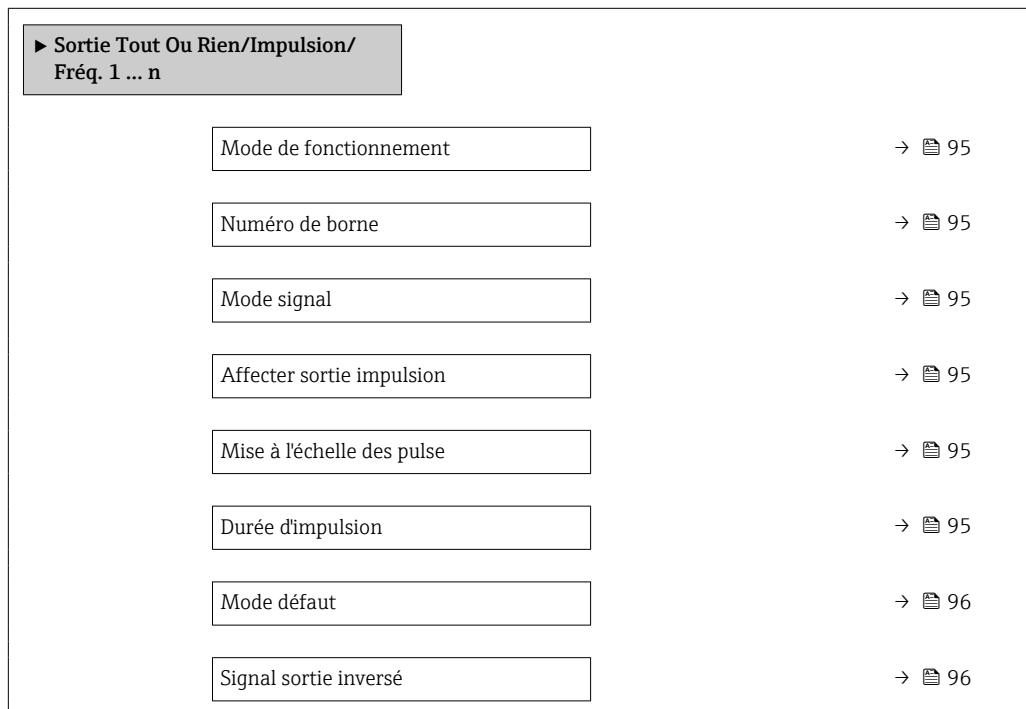 ▶ Sortie Tout Ou Rien/Impulsion/
Fréq. 1 ... n
Mode de fonctionnement → 95
Numéro de borne → 95
Mode signal → 95
Affecter sortie impulsion → 95
Mise à l'échelle des pulse → 95
Durée d'impulsion → 95
Mode défaut → 96
Signal sortie inversé → 96